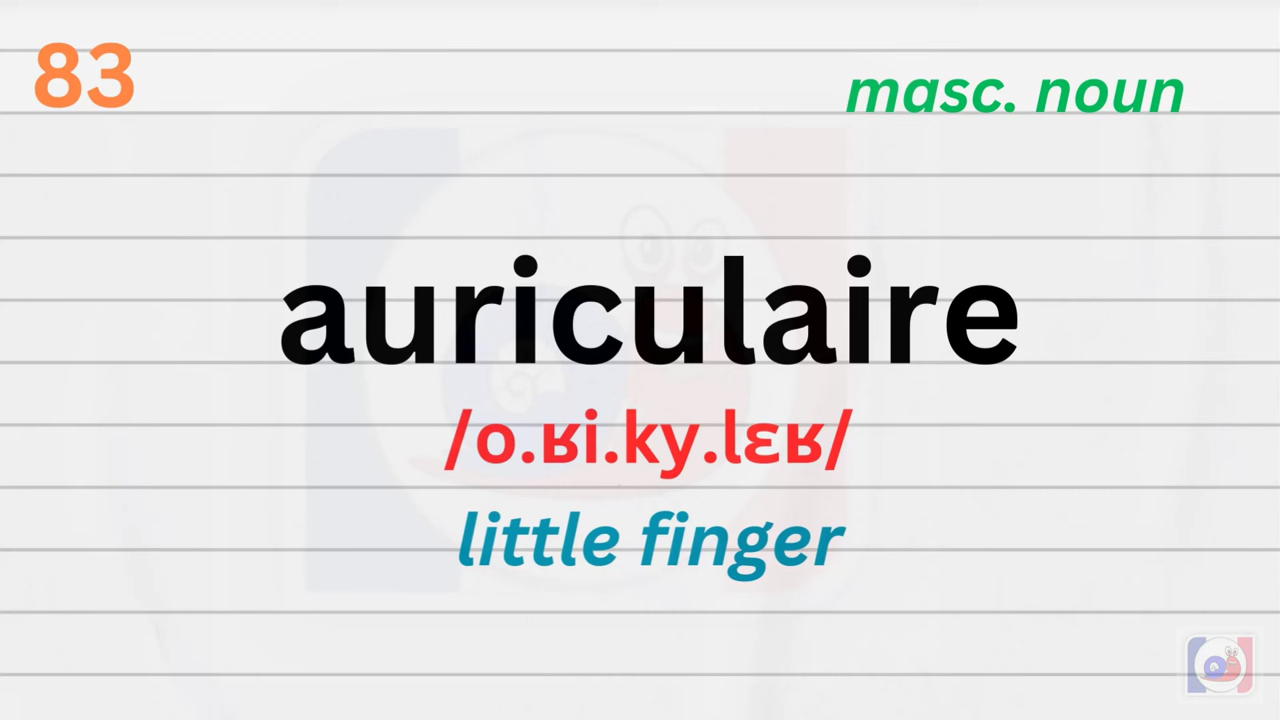 83
masc. noun
auriculaire
/o.ʁi.ky.lɛʁ/
little finger